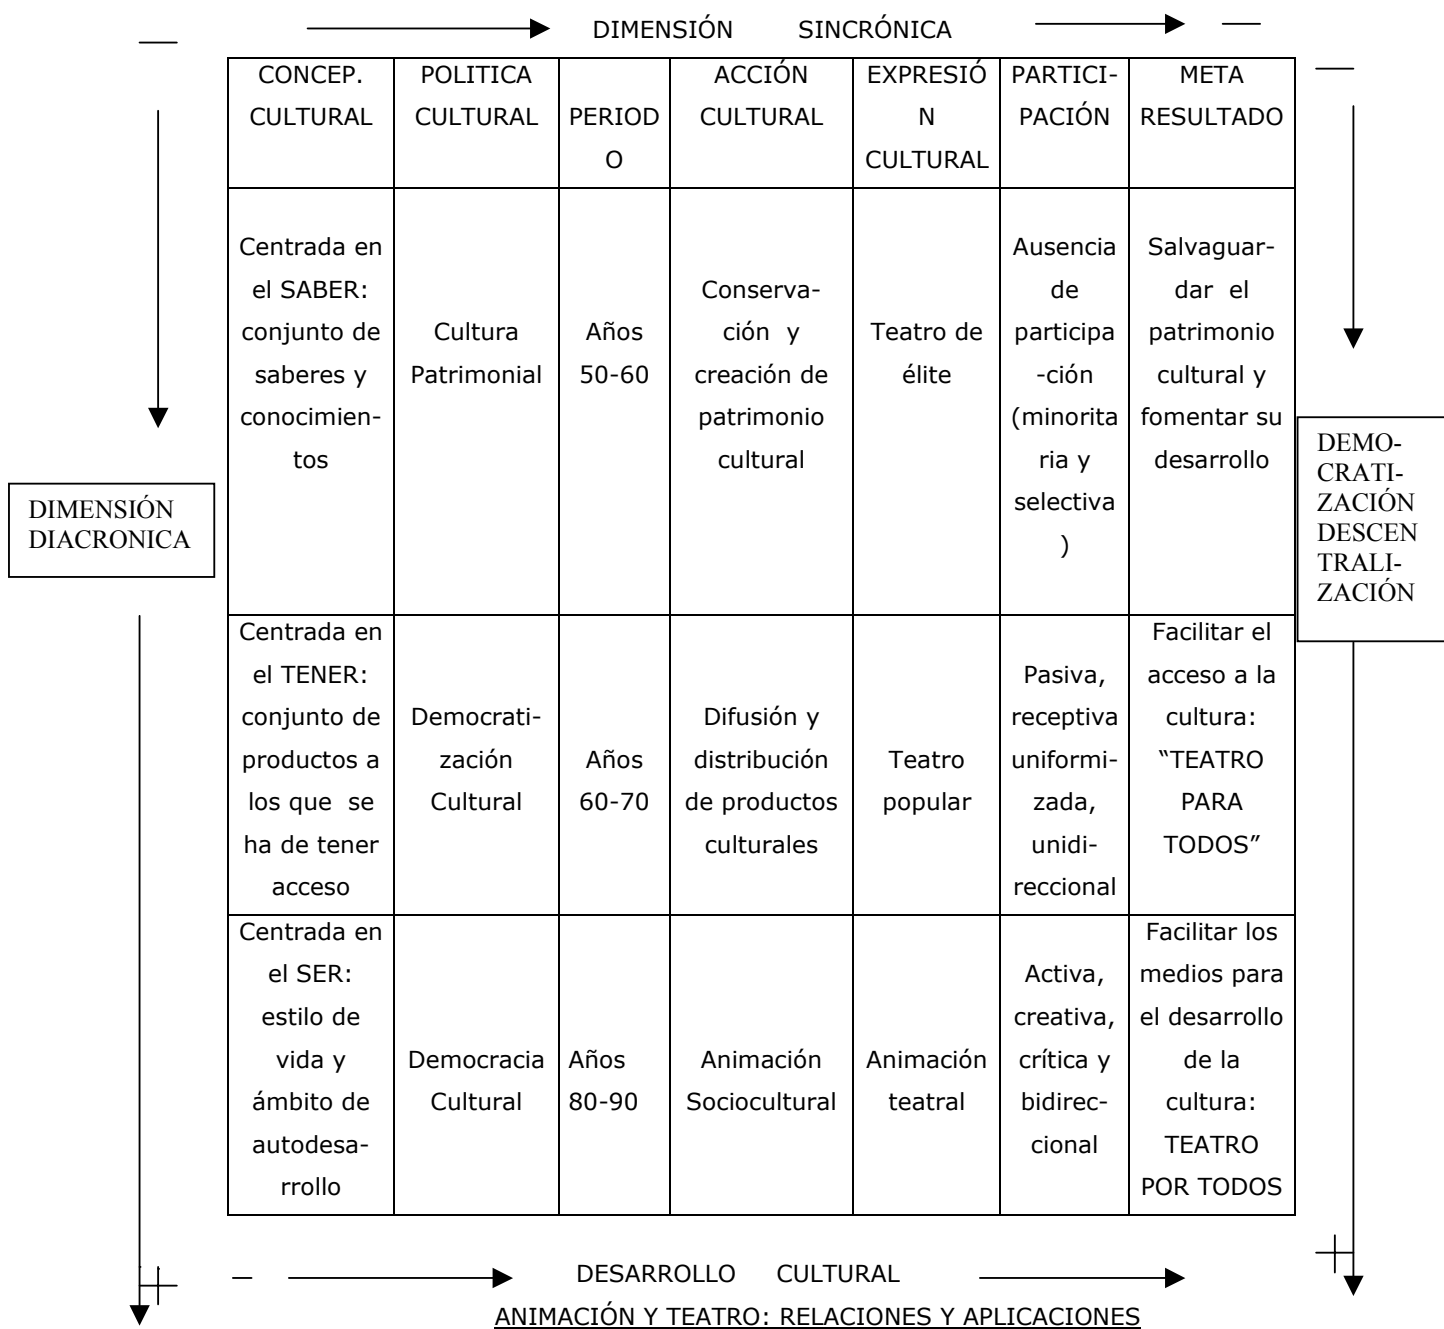 DIMENSIÓN SINCRÓNICA
CONCEP.
CULTURAL
POLITICA
CULTURAL
PERIOD
O
ACCIÓN
CULTURAL
EXPRESIÓ
N
CULTURAL
PARTICI-
PACIÓN
META
RESULTADO
Centrada en
el SABER:
conjunto de
saberes y
conocimien-
tos
Cultura
Patrimonial
Años
50-60
Conserva-
ción y
creación de
patrimonio
cultural
Teatro de
élite
Ausencia
de
participa
-ción
(minorita
ria y
selectiva
)
Salvaguar-
dar el
patrimonio
cultural y
fomentar su
desarrollo
DIMENSIÓN
DIACRONICA
DEMO-
CRATI-
ZACIÓN
DESCEN
TRALI-
ZACIÓN
Centrada en
el TENER:
conjunto de
productos a
los que se
ha de tener
acceso
Democrati-
zación
Cultural
Años
60-70
Difusión y
distribución
de productos
culturales
Teatro
popular
Pasiva,
receptiva
uniformi-
zada,
unidi-
reccional
Facilitar el
acceso a la
cultura:
“TEATRO
PARA
TODOS”
Centrada en
el SER:
estilo de
vida y
ámbito de
autodesa-
rrollo
Democracia
Cultural
Años
80-90
Animación
Sociocultural
Animación
teatral
Activa,
creativa,
crítica y
bidirec-
cional
Facilitar los
medios para
el desarrollo
de la
cultura:
TEATRO
POR TODOS
DESARROLLO CULTURAL
ANIMACIÓN Y TEATRO: RELACIONES Y APLICACIONES